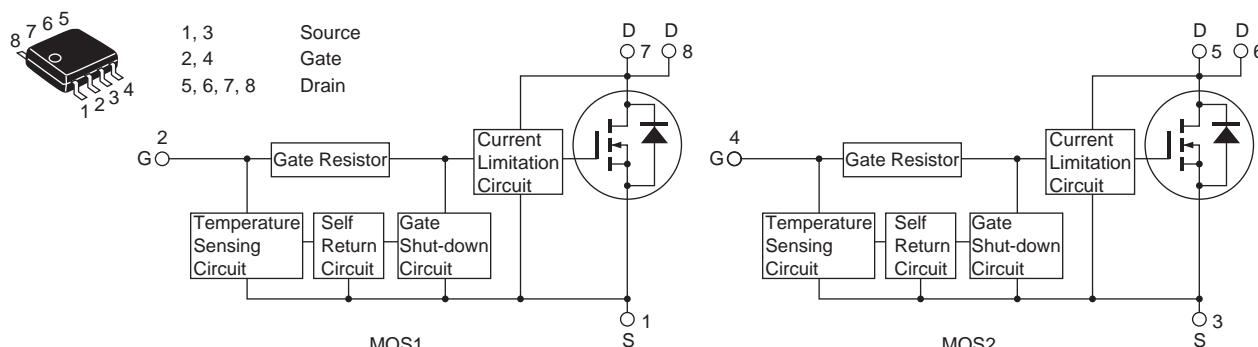 8 7 6 5
1 2 3 4
1, 3 Source
2, 4 Gate
5, 6, 7, 8 Drain
D D
7 8
2
G
Gate Resistor
Current
Limitation
Circuit
Temperature
Sensing
Circuit
Self
Return
Circuit
Gate
Shut-down
Circuit
1
S
MOS1
D D
5 6
4
G
Gate Resistor
Current
Limitation
Circuit
Temperature
Sensing
Circuit
Self
Return
Circuit
Gate
Shut-down
Circuit
3
S
MOS2